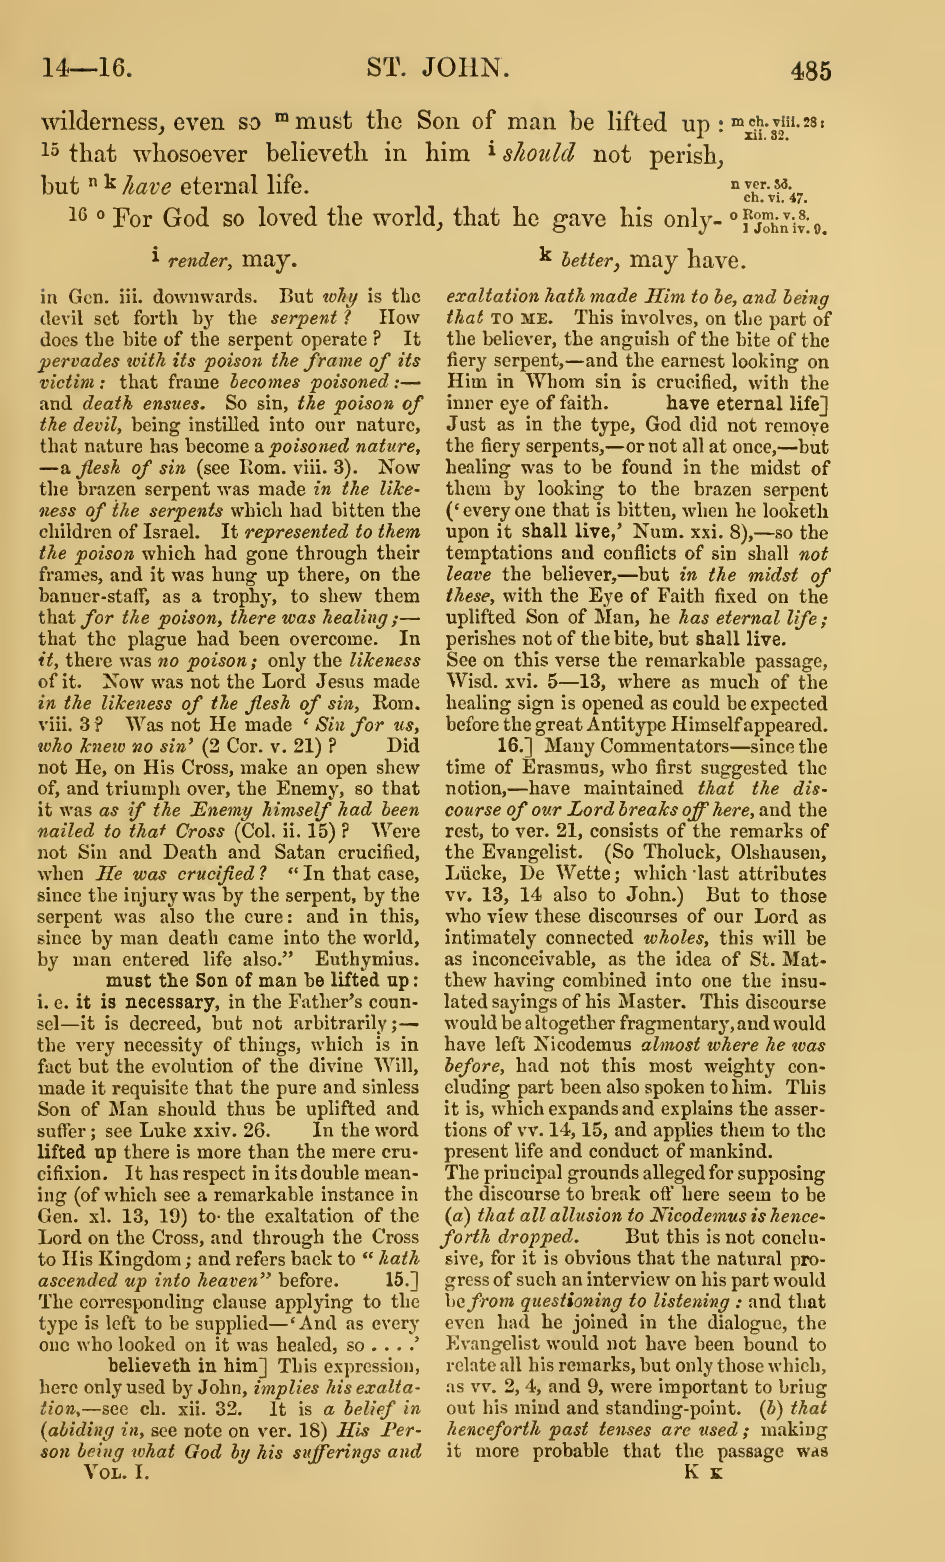 14—16.
ST. JOHN.
485
wilderness, even so m must the Son of man be lifted up :
m ch. viii. 28 :
xii. 32.
15 that whosoever believeth in him i should not perish,
but n k have eternal life.
n ver. 36.
ch. vi. 47.
16 o For God so loved the world, that he gave his only-
o Rom. v. 8.
1 John iv. 9.
i render, may.
k better, may have.
in Gen. iii. downwards. But why is the
devil set forth by the serpent ? How
does the bite of the serpent operate ? It
pervades with its poison the frame of its
victim : that frame becomes poisoned :—
and death ensues. So sin, the poison of
the devil, being instilled into our nature,
that nature has become a poisoned nature,
—a flesh of sin (see Rom. viii. 3). Now
the brazen serpent was made in the like-
ness of the serpents which had bitten the
children of Israel. It represented to them
the poison which had gone through their
frames, and it was hung up there, on the
banner-staff, as a trophy, to shew them
that for the poison, there was healing ;—
that the plague had been overcome. In
it, there was no poison ; only the likeness
of it. Now was not the Lord Jesus made
in the likeness of the flesh of sin, Rom.
viii. 3 ? Was not He made ‘ Sin for us,
who knew no sin’ (2 Cor. v. 21) ? Did
not He, on His Cross, make an open shew
of, and triumph over, the Enemy, so that
it was as if the Enemy himself had been
nailed to that Cross (Col. ii. 15) ? Were
not Sin and Death and Satan crucified,
when He was crucified ? “ In that case,
since the injury was by the serpent, by the
serpent was also the cure : and in this,
since by man death came into the world,
by man entered life also.” Euthymius.
must the Son of man be lifted up :
i. e. it is necessary, in the Father’s coun-
sel—it is decreed, but not arbitrarily ;—
the very necessity of things, which is in
fact but the evolution of the divine Will,
made it requisite that the pure and sinless
Son of Man should thus be uplifted and
suffer ; see Luke xxiv. 26. In the word
lifted up there is more than the mere cru-
cifixion. It has respect in its double mean-
ing (of which see a remarkable instance in
Gen. xl. 13, 19) to the exaltation of the
Lord on the Cross, and through the Cross
to His Kingdom ; and refers back to “ hath
ascended up into heaven” before. 15.]
The corresponding clause applying to the
type is left to be supplied—‘And as every
one who looked on it was healed, so . . . .’
believeth in him] This expression,
here only used by John, implies his exalta-
tion,—see ch. xii. 32. It is a belief in
(abiding in, see note on ver. 18) His Per-
son being what God by his sufferings and
VOL. I.
exaltation hath made Him to be, and being
that TO ME. This involves, on the part of
the believer, the anguish of the bite of the
fiery serpent,—and the earnest looking on
Him in Whom sin is crucified, with the
inner eye of faith. have eternal life]
Just as in the type, God did not remove
the fiery serpents,—or not all at once,—but
healing was to be found in the midst of
them by looking to the brazen serpent
(‘ every one that is bitten, when he looketh
upon it shall live,’ Num. xxi. 8),—so the
temptations and conflicts of sin shall not
leave the believer,—but in the midst of
these, with the Eye of Faith fixed on the
uplifted Son of Man, he has eternal life ;
perishes not of the bite, but shall live.
See on this verse the remarkable passage,
Wisd. xvi. 5—13, where as much of the
healing sign is opened as could be expected
before the great Antitype Himself appeared.
16.] Many Commentators—since the
time of Erasmus, who first suggested the
notion,—have maintained that the dis-
course of our Lord breaks off here, and the
rest, to ver. 21, consists of the remarks of
the Evangelist. (So Tholuck, Olshausen,
Lücke, De Wette ; which last attributes
vv. 13, 14 also to John.) But to those
who view these discourses of our Lord as
intimately connected wholes, this will be
as inconceivable, as the idea of St. Mat-
thew having combined into one the insu-
lated sayings of his Master. This discourse
would be altogether fragmentary, and would
have left Nicodemus almost where he was
before, had not this most weighty con-
cluding part been also spoken to him. This
it is, which expands and explains the asser-
tions of vv. 14, 15, and applies them to the
present life and conduct of mankind.
The principal grounds alleged for supposing
the discourse to break off here seem to be
(a) that all allusion to Nicodemus is hence-
forth dropped. But this is not conclu-
sive, for it is obvious that the natural pro-
gress of such an interview on his part would
be from questioning to listening : and that
even had he joined in the dialogue, the
Evangelist would not have been bound to
relate all his remarks, but only those which,
as vv. 2, 4, and 9, were important to bring
out his mind and standing-point. (b) that
henceforth past tenses are used ; making
it more probable that the passage was
K K